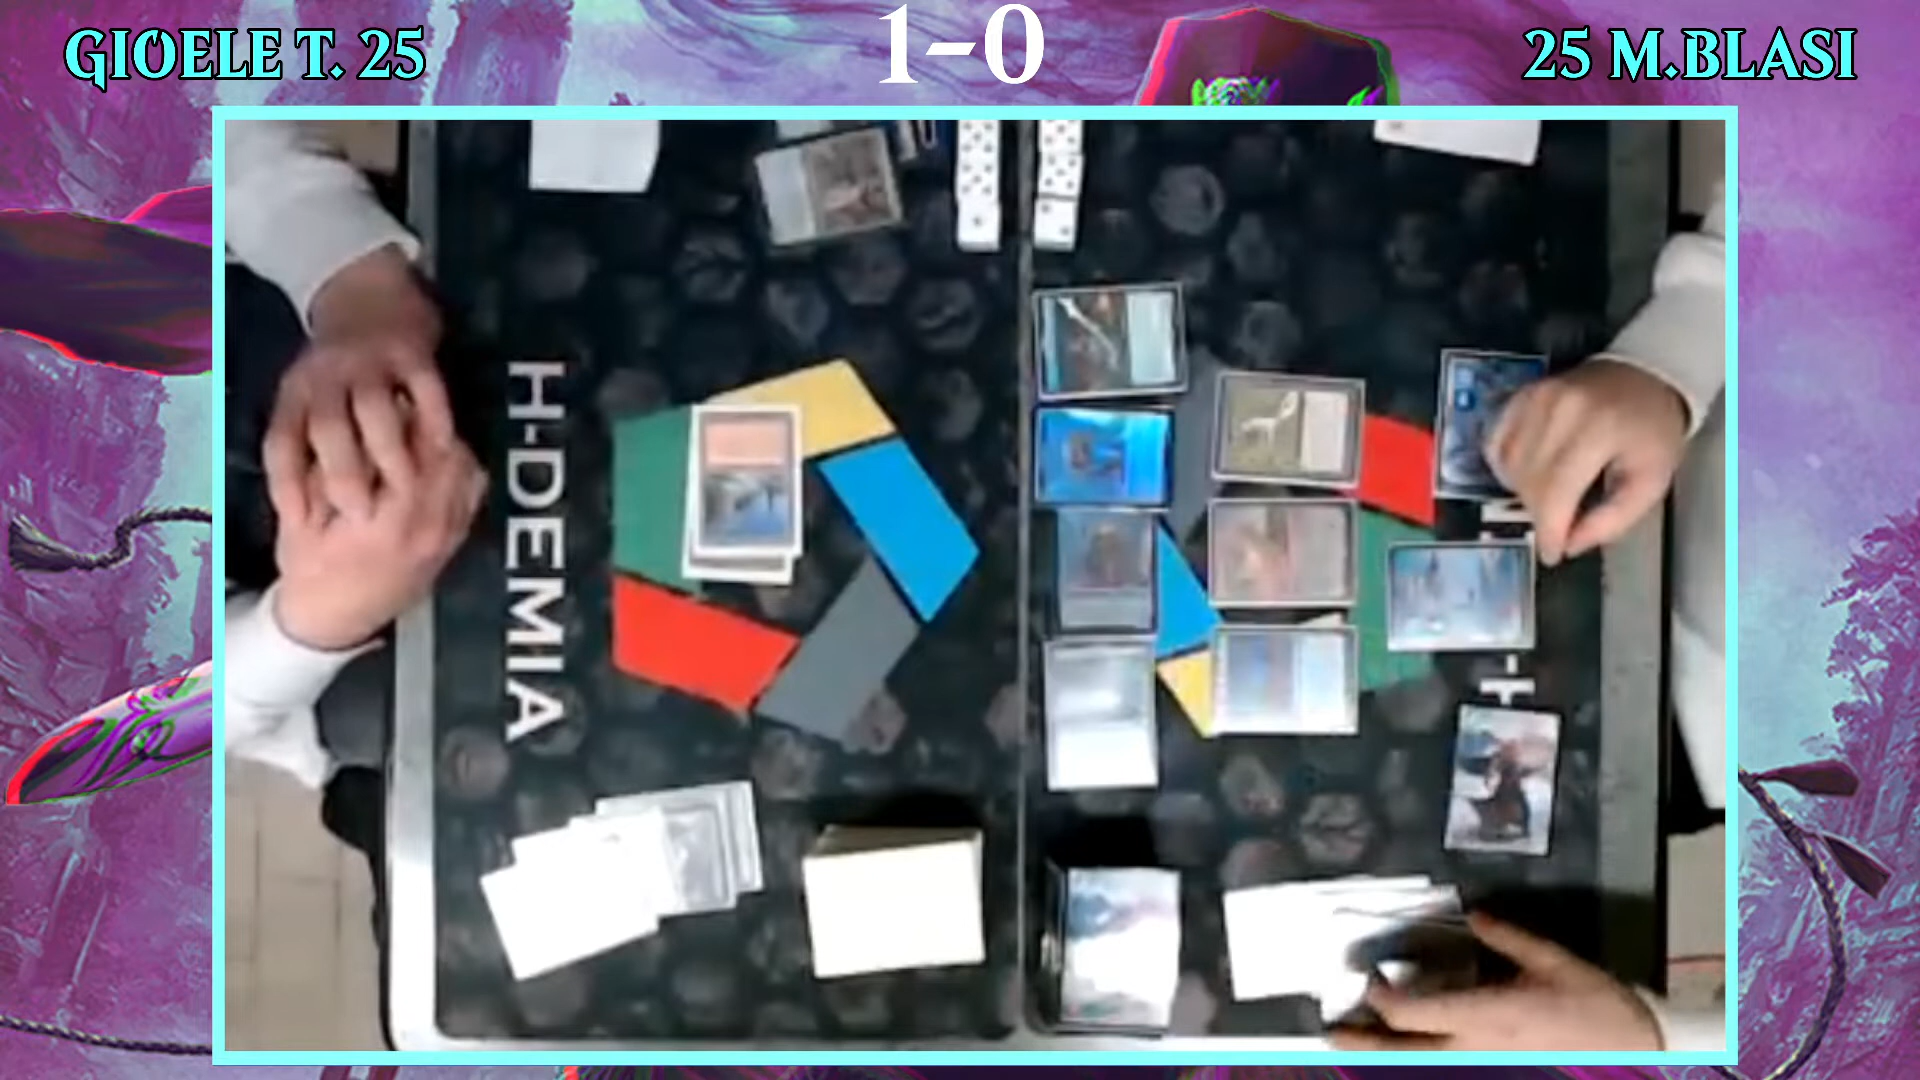 GIOELE T. 25
1-0
25 M.BLASI
H-DEMIA
H-